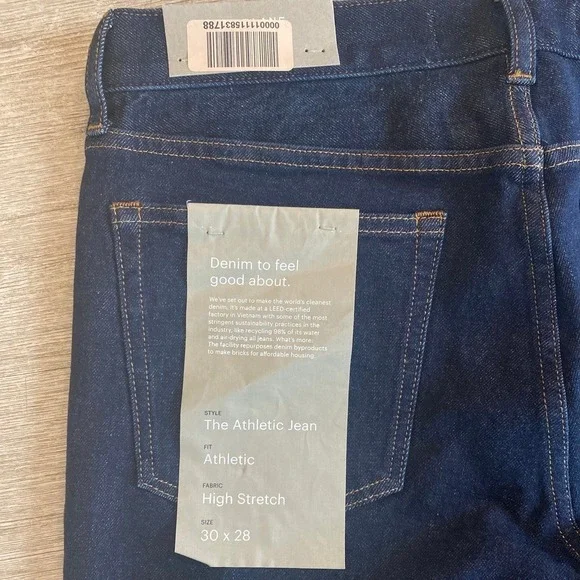 0000111115831788
Denim to feel
good about.
We've set out to make the world's cleanest
denim. It's made at a LEED-certified
factory in Vietnam with some of the most
stringent sustainability practices in the
industry, like recycling 98% of its water
and air-drying all jeans. What's more:
The facility repurposes denim byproducts
to make bricks for affordable housing.
STYLE
The Athletic Jean
FIT
Athletic
FABRIC
High Stretch
SIZE
30 x 28